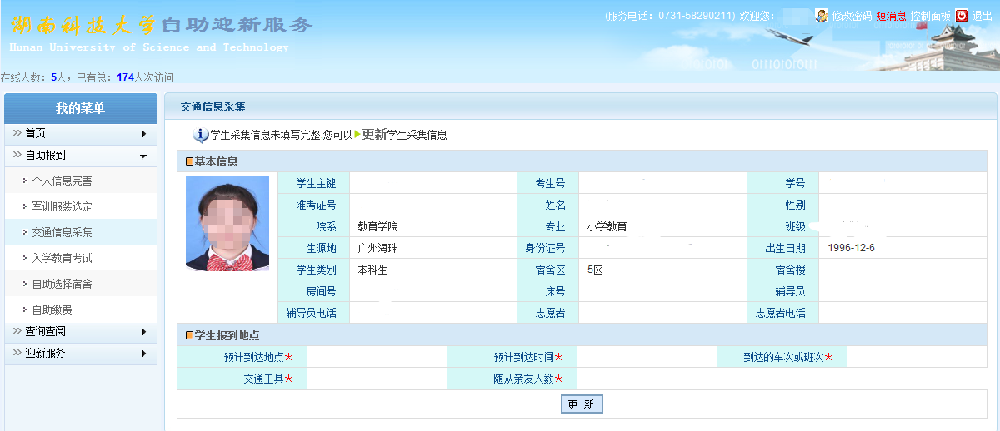 湖南科技大学自助迎新服务
Hunan University of Science and Technology
(服务电话：0731-58290211) 欢迎您: 修改密码 短消息 控制面板 退出
在线人数：5人，已有总：174人次访问
我的菜单
首页
自助报到
个人信息完善
军训服装选定
交通信息采集
入学教育考试
自助选择宿舍
自助缴费
查询查阅
迎新服务
交通信息采集
学生采集信息未填写完整,您可以更新学生采集信息
基本信息
学生主键 考生号 学号
准考证号 姓名 性别
院系 教育学院 专业 小学教育 班级
生源地 广州海珠 身份证号 出生日期 1996-12-6
学生类别 本科生 宿舍区 5区 宿舍楼
房间号 床号 辅导员
辅导员电话 志愿者 志愿者电话
学生报到地点
预计到达地点* 预计到达时间* 到达的车次或班次*
交通工具* 随从亲友人数*
更 新